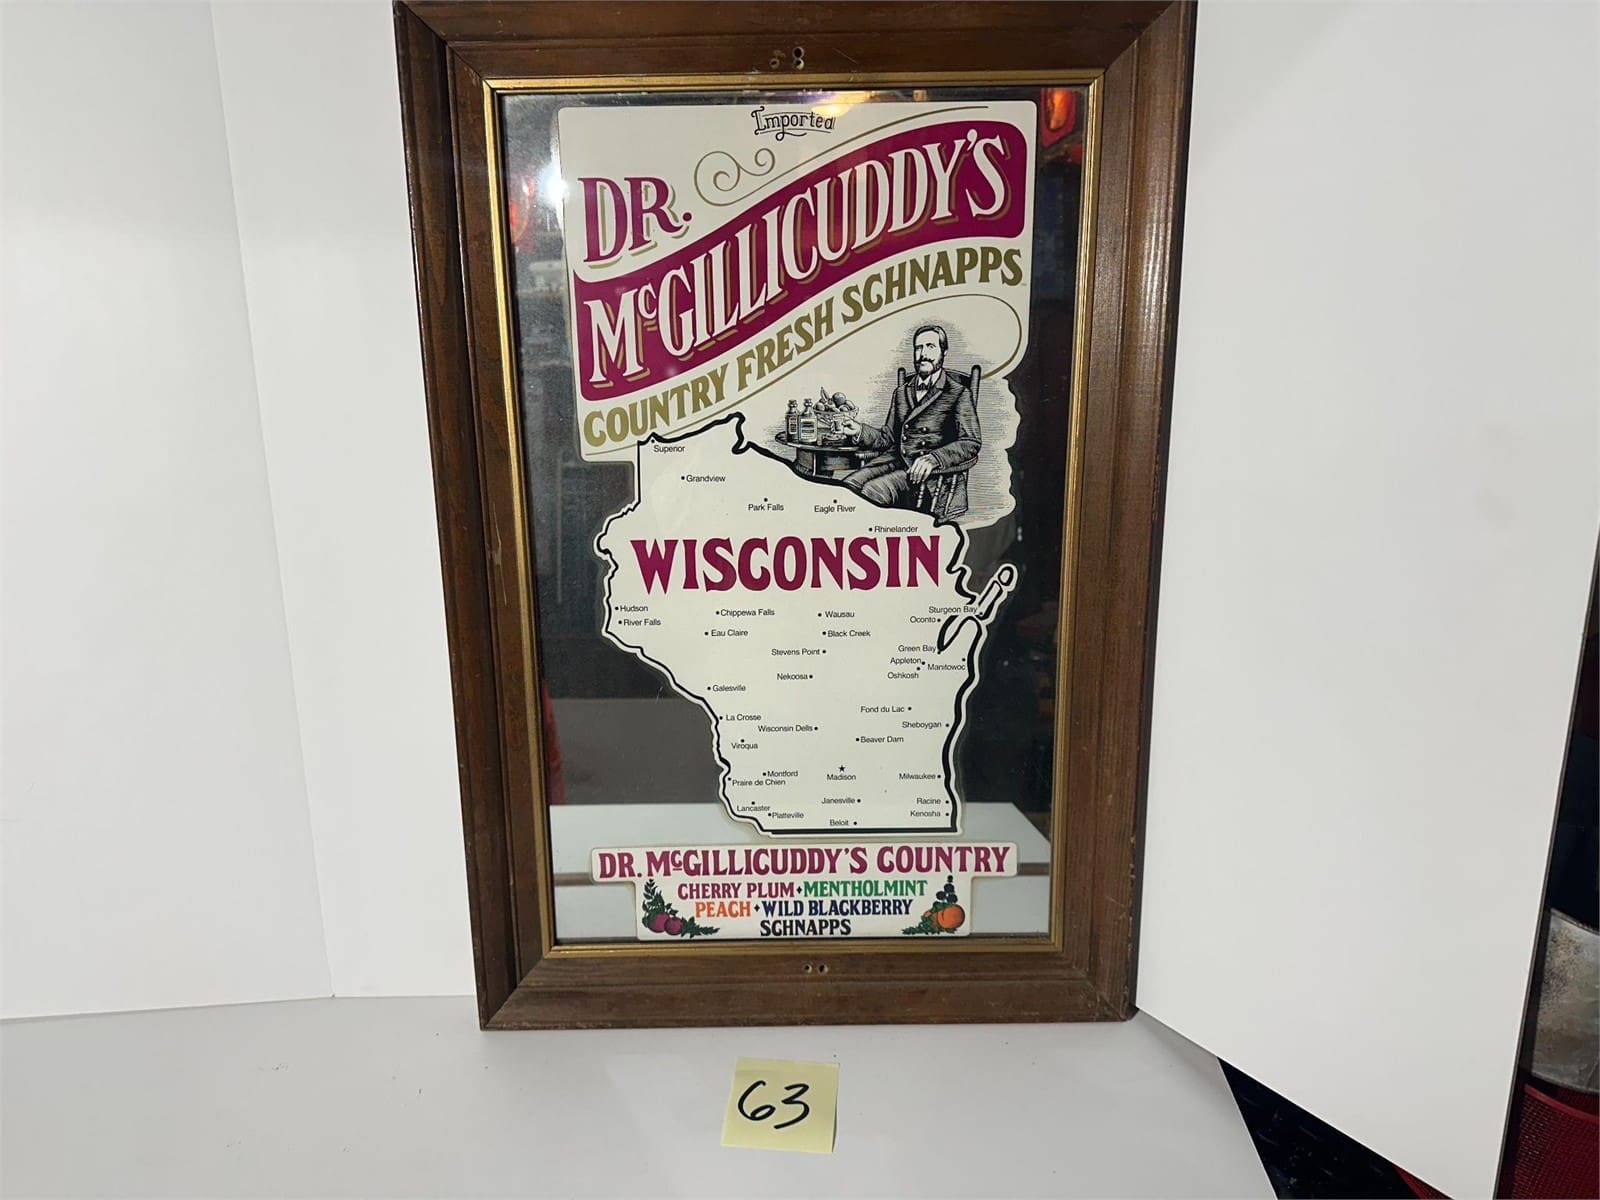 Imported
DR.
McGILLICUDDY'S
COUNTRY FRESH SCHNAPPS
Superior
Grandview
Park Falls
Eagle River
Rhinelander
WISCONSIN
Hudson
Chippewa Falls
Wausau
Sturgeon Bay
River Falls
Oconto
Eau Claire
Black Creek
Stevens Point
Green Bay
Appleton
Manitowoc
Nekoosa
Oshkosh
Galesville
Fond du Lac
La Crosse
Wisconsin Dells
Sheboygan
Viroqua
Beaver Dam
Montford
Madison
Milwaukee
Praire de Chien
Janesville
Racine
Lancaster
Platteville
Kenosha
Beloit
DR. McGILLICUDDY'S COUNTRY
CHERRY PLUM • MENTHOLMINT
PEACH • WILD BLACKBERRY
SCHNAPPS
63